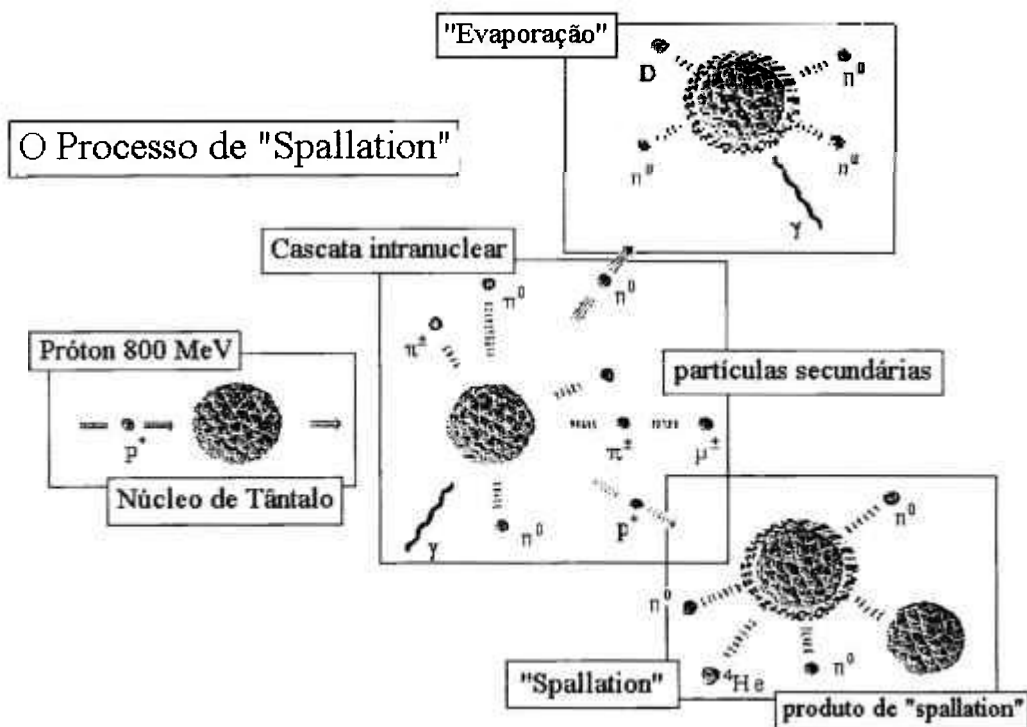 "Evaporação"
D
n⁰
n⁰
n⁰
γ
O Processo de "Spallation"
Cascata intranuclear
π⁰
π±
n⁰
Próton 800 MeV
p⁺
Núcleo de Tântalo
partículas secundárias
π±
μ±
p⁺
n⁰
γ
n⁰
n⁰
⁴He
n⁰
"Spallation"
produto de "spallation"